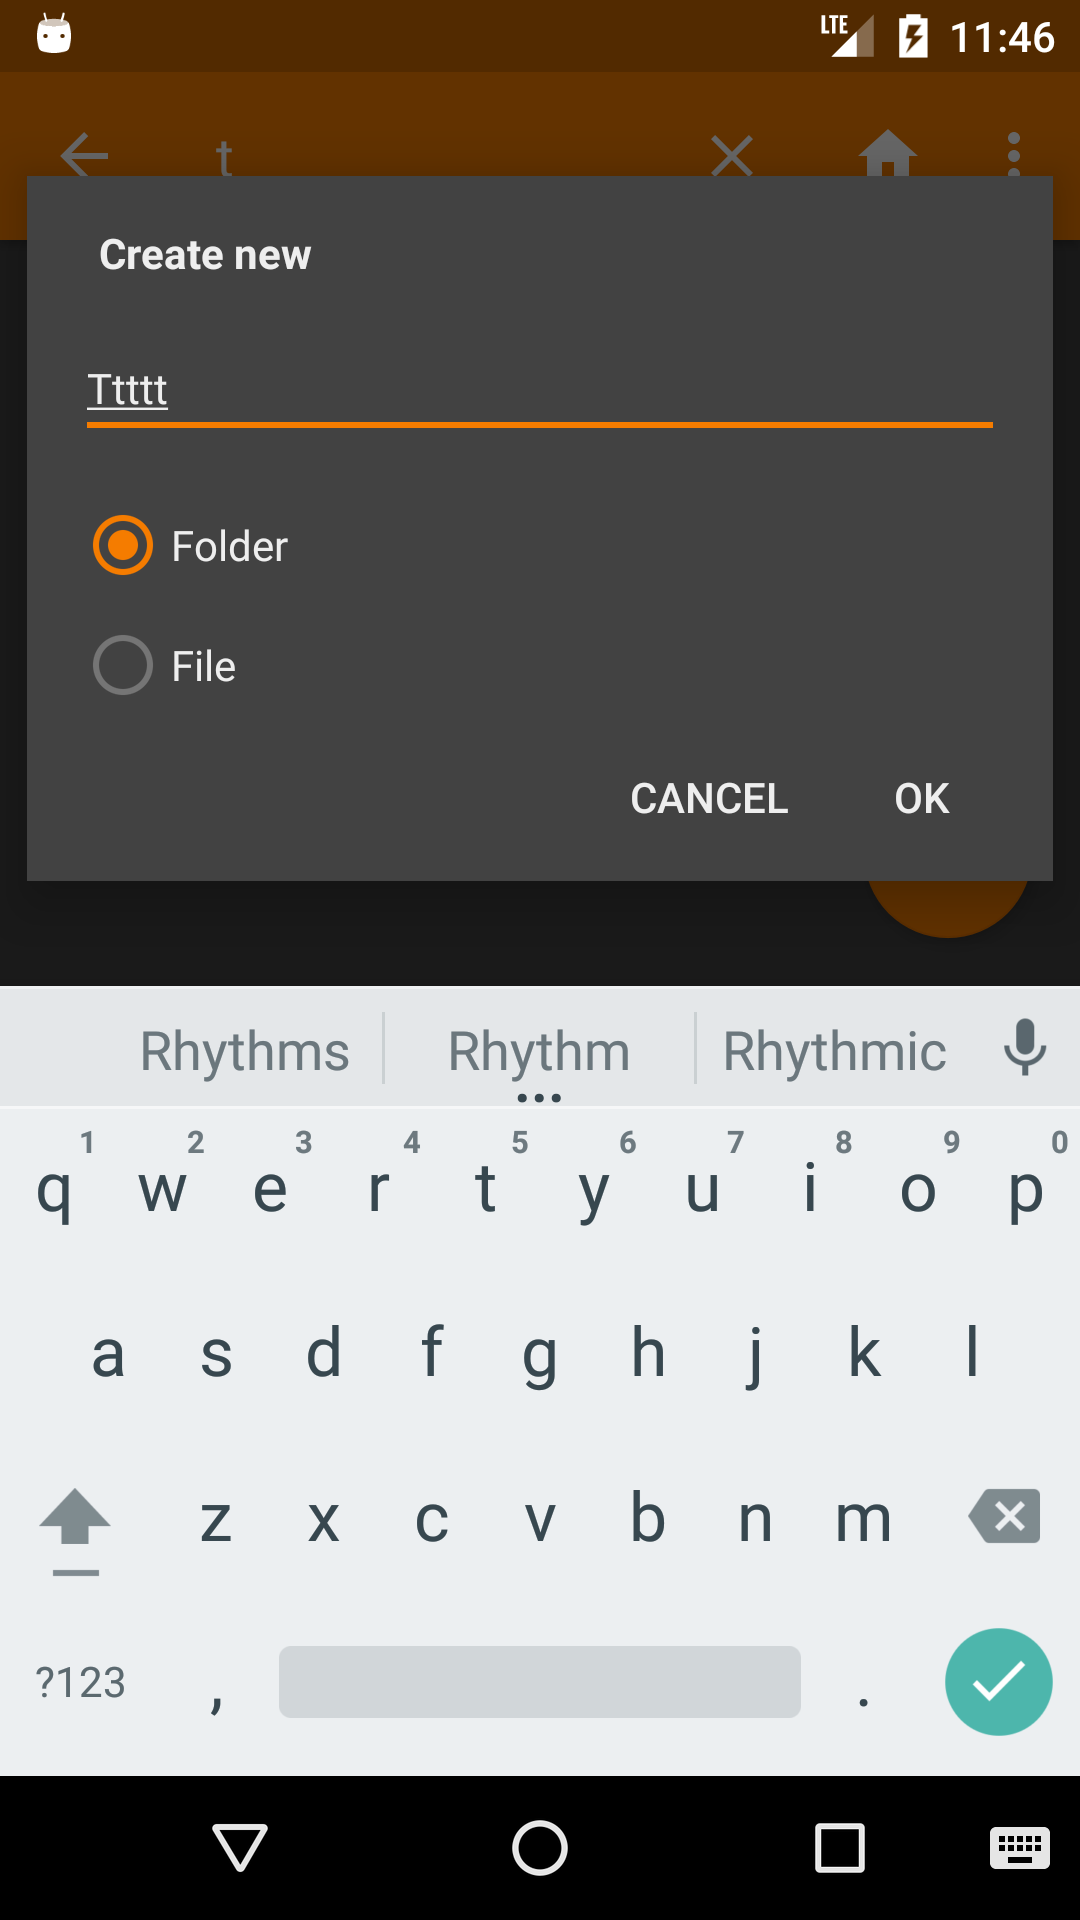 LTE 11:46
t
Create new
Ttttt
Folder
File
CANCEL OK
Rhythms Rhythm Rhythmic
1 2 3 4 5 6 7 8 9 0
q w e r t y u i o p
a s d f g h j k l
z x c v b n m
?123 , .